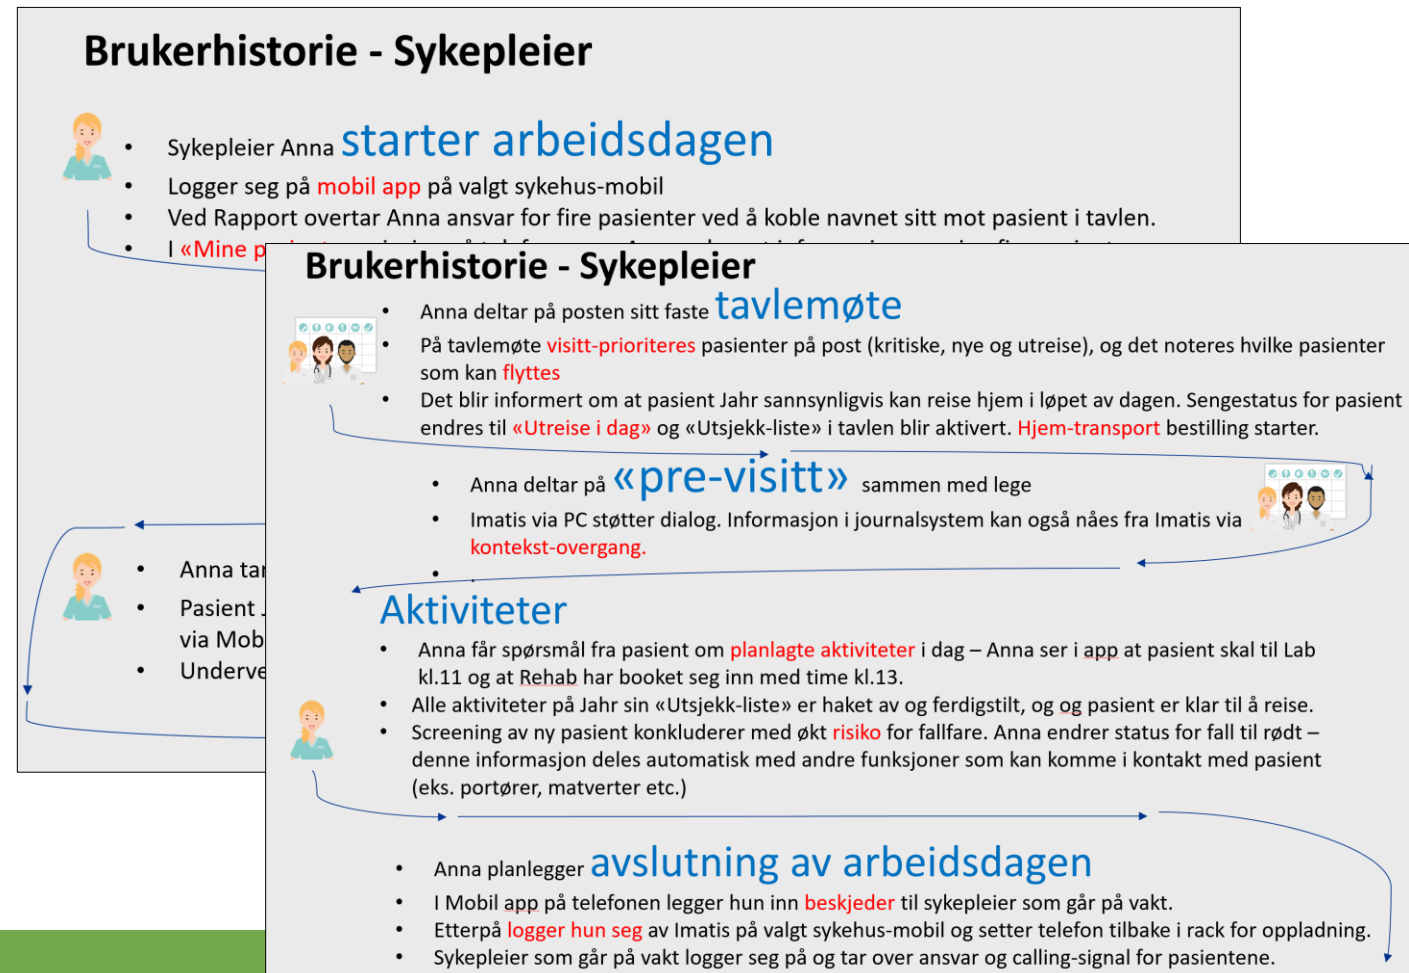 Brukerhistorie - Sykepleier
• Sykepleier Anna starter arbeidsdagen
• Logger seg på mobil app på valgt sykehus-mobil
• Ved Rapport overtar Anna ansvar for fire pasienter ved å koble navnet sitt mot pasient i tavlen.
• I «Mine p
• Anna tar
• Pasient J
via Mob
• Underve
Brukerhistorie - Sykepleier
• Anna deltar på posten sitt faste tavlemøte
• På tavlemøte visitt-prioriteres pasienter på post (kritiske, nye og utreise), og det noteres hvilke pasienter
som kan flyttes
• Det blir informert om at pasient Jahr sannsynligvis kan reise hjem i løpet av dagen. Sengestatus for pasient
endres til «Utreise i dag» og «Utsjekk-liste» i tavlen blir aktivert. Hjem-transport bestilling starter.
• Anna deltar på «pre-visitt» sammen med lege
• Imatis via PC støtter dialog. Informasjon i journalsystem kan også nåes fra Imatis via
kontekst-overgang.
• .
Aktiviteter
• Anna får spørsmål fra pasient om planlagte aktiviteter i dag – Anna ser i app at pasient skal til Lab
kl.11 og at Rehab har booket seg inn med time kl.13.
• Alle aktiviteter på Jahr sin «Utsjekk-liste» er haket av og ferdigstilt, og og pasient er klar til å reise.
• Screening av ny pasient konkluderer med økt risiko for fallfare. Anna endrer status for fall til rødt –
denne informasjon deles automatisk med andre funksjoner som kan komme i kontakt med pasient
(eks. portører, matverter etc.)
• Anna planlegger avslutning av arbeidsdagen
• I Mobil app på telefonen legger hun inn beskjeder til sykepleier som går på vakt.
• Etterpå logger hun seg av Imatis på valgt sykehus-mobil og setter telefon tilbake i rack for oppladning.
• Sykepleier som går på vakt logger seg på og tar over ansvar og calling-signal for pasientene.